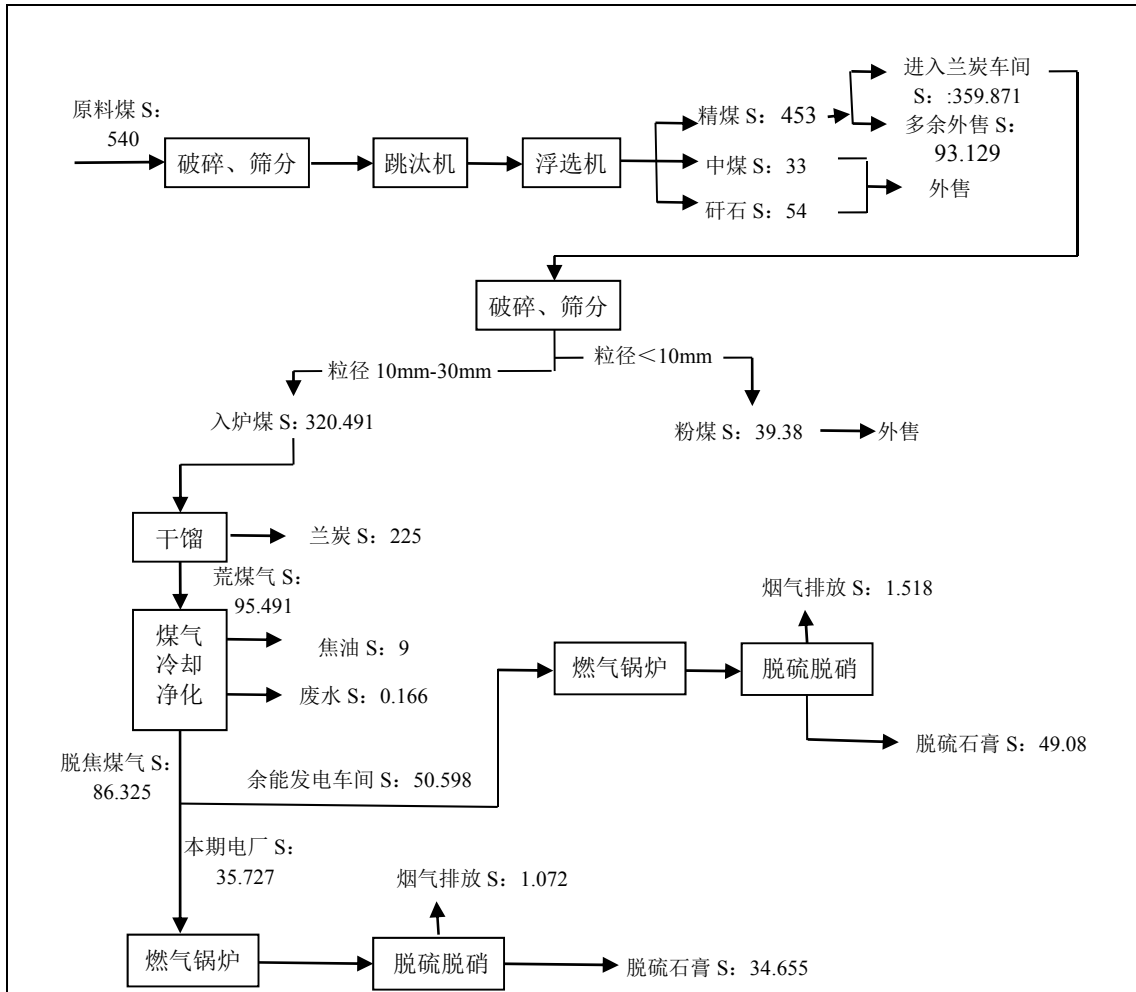 原料煤 S：
540
破碎、筛分
跳汰机
浮选机
精煤 S：453
中煤 S：33
矸石 S：54
进入兰炭车间
S：:359.871
多余外售 S：
93.129
外售
破碎、筛分
粒径 10mm-30mm
粒径＜10mm
入炉煤 S：320.491
粉煤 S：39.38
外售
干馏
兰炭 S：225
荒煤气 S：
95.491
煤气
冷却
净化
焦油 S：9
废水 S：0.166
脱焦煤气 S：
86.325
余能发电车间 S：50.598
燃气锅炉
脱硫脱硝
烟气排放 S：1.518
脱硫石膏 S：49.08
本期电厂 S：
35.727
燃气锅炉
脱硫脱硝
烟气排放 S：1.072
脱硫石膏 S：34.655